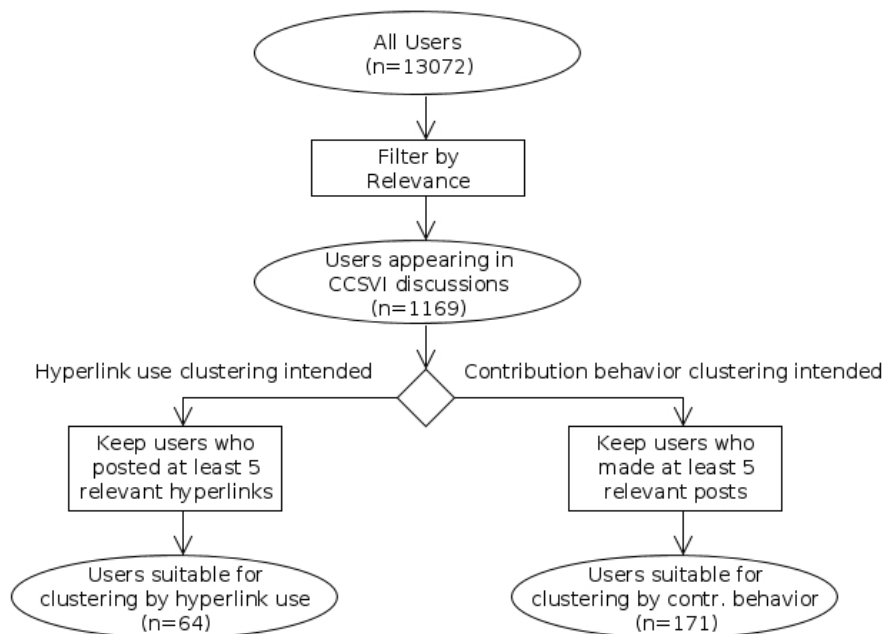 All Users
(n=13072)
Filter by
Relevance
Users appearing in
CCSVI discussions
(n=1169)
Hyperlink use clustering intended
Contribution behavior clustering intended
Keep users who
posted at least 5
relevant hyperlinks
Keep users who
made at least 5
relevant posts
Users suitable for
clustering by hyperlink use
(n=64)
Users suitable for
clustering by contr. behavior
(n=171)